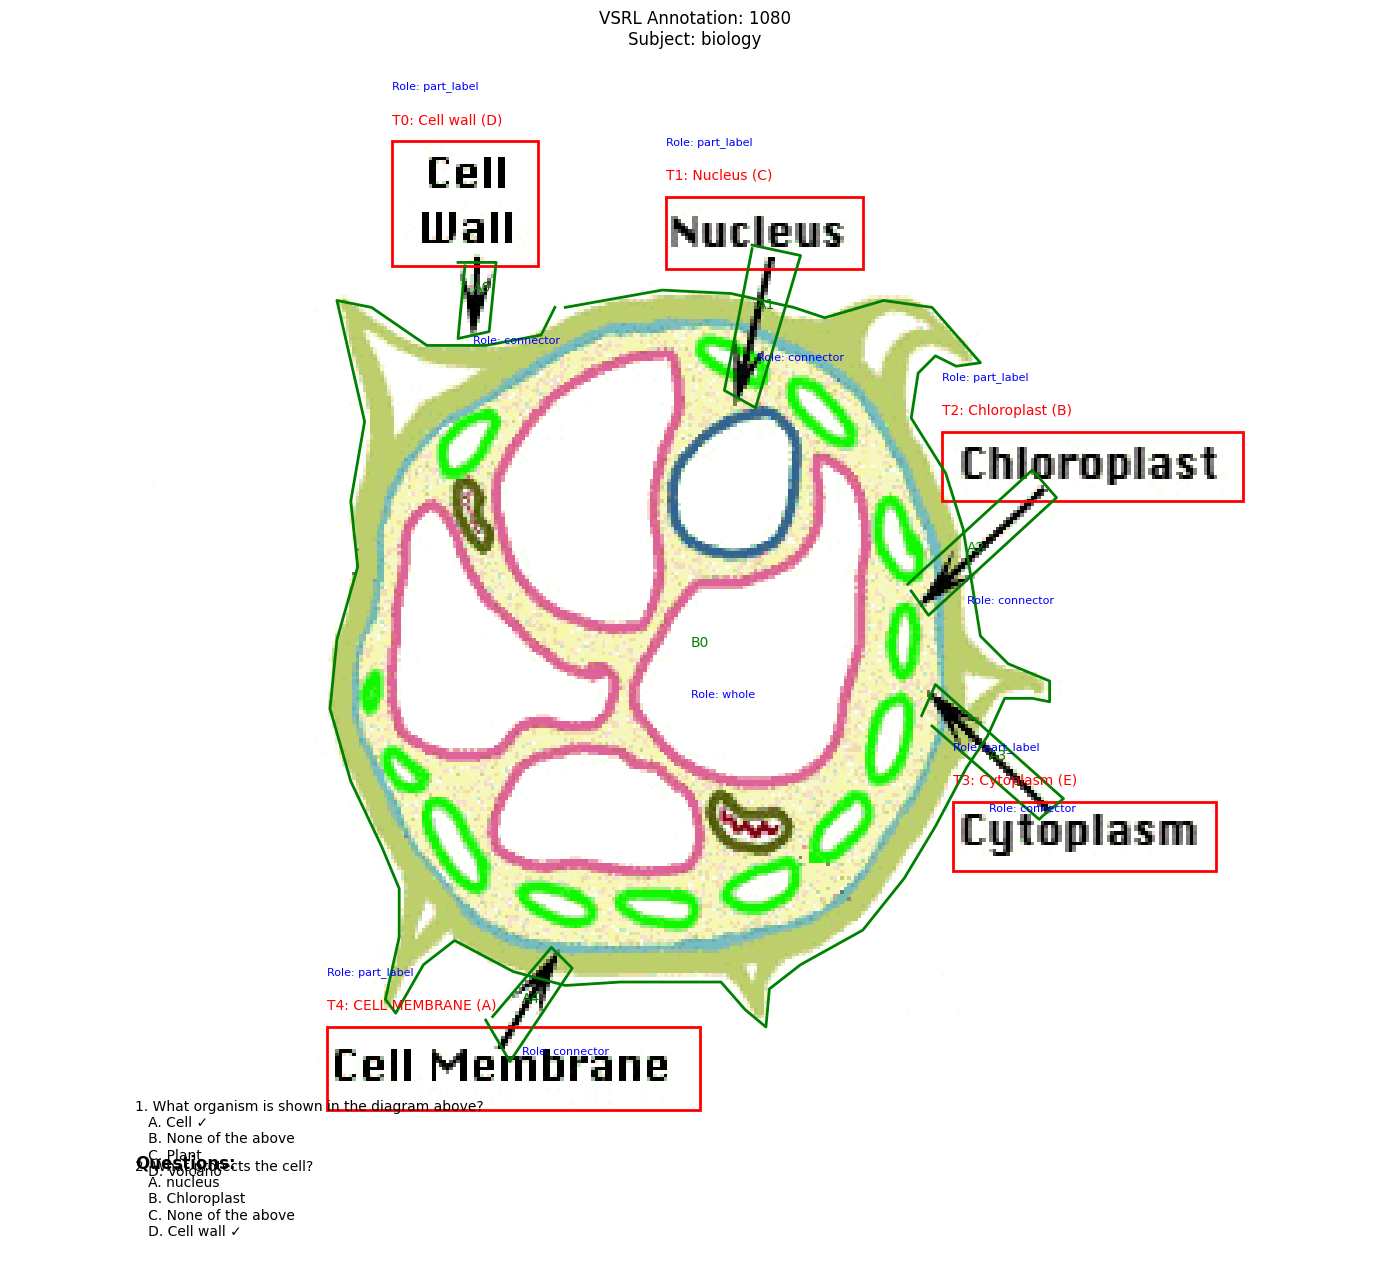 VSRL Annotation: 1080
Subject: biology
Role: part_label
T0: Cell wall (D)
Cell
Wall
A0
Role: connector
Role: part_label
T1: Nucleus (C)
Nucleus
A1
Role: connector
Role: part_label
T2: Chloroplast (B)
Chloroplast
A2
Role: connector
B0
Role: whole
Role: part_label
A3
T3: Cytoplasm (E)
Role: connector
Cytoplasm
Role: part_label
T4: CELL MEMBRANE (A)
A4
Role: connector
Cell Membrane
1. What organism is shown in the diagram above?
A. Cell ✓
B. None of the above
C. Plant
D. Volcano
Questions:
2. What protects the cell?
A. nucleus
B. Chloroplast
C. None of the above
D. Cell wall ✓